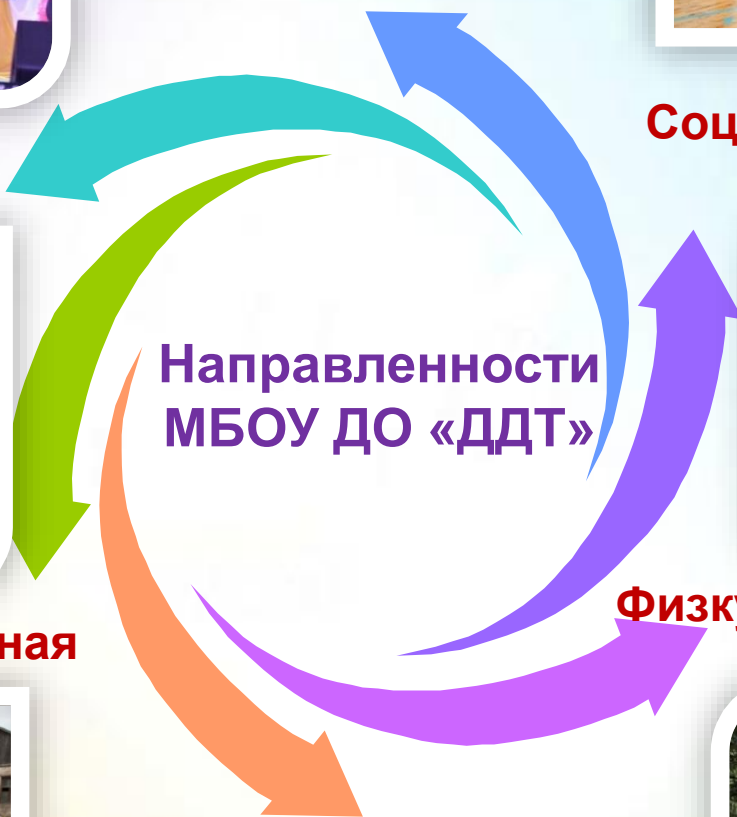 Соц
Направленности
МБОУ ДО «ДДТ»
Физку
ная